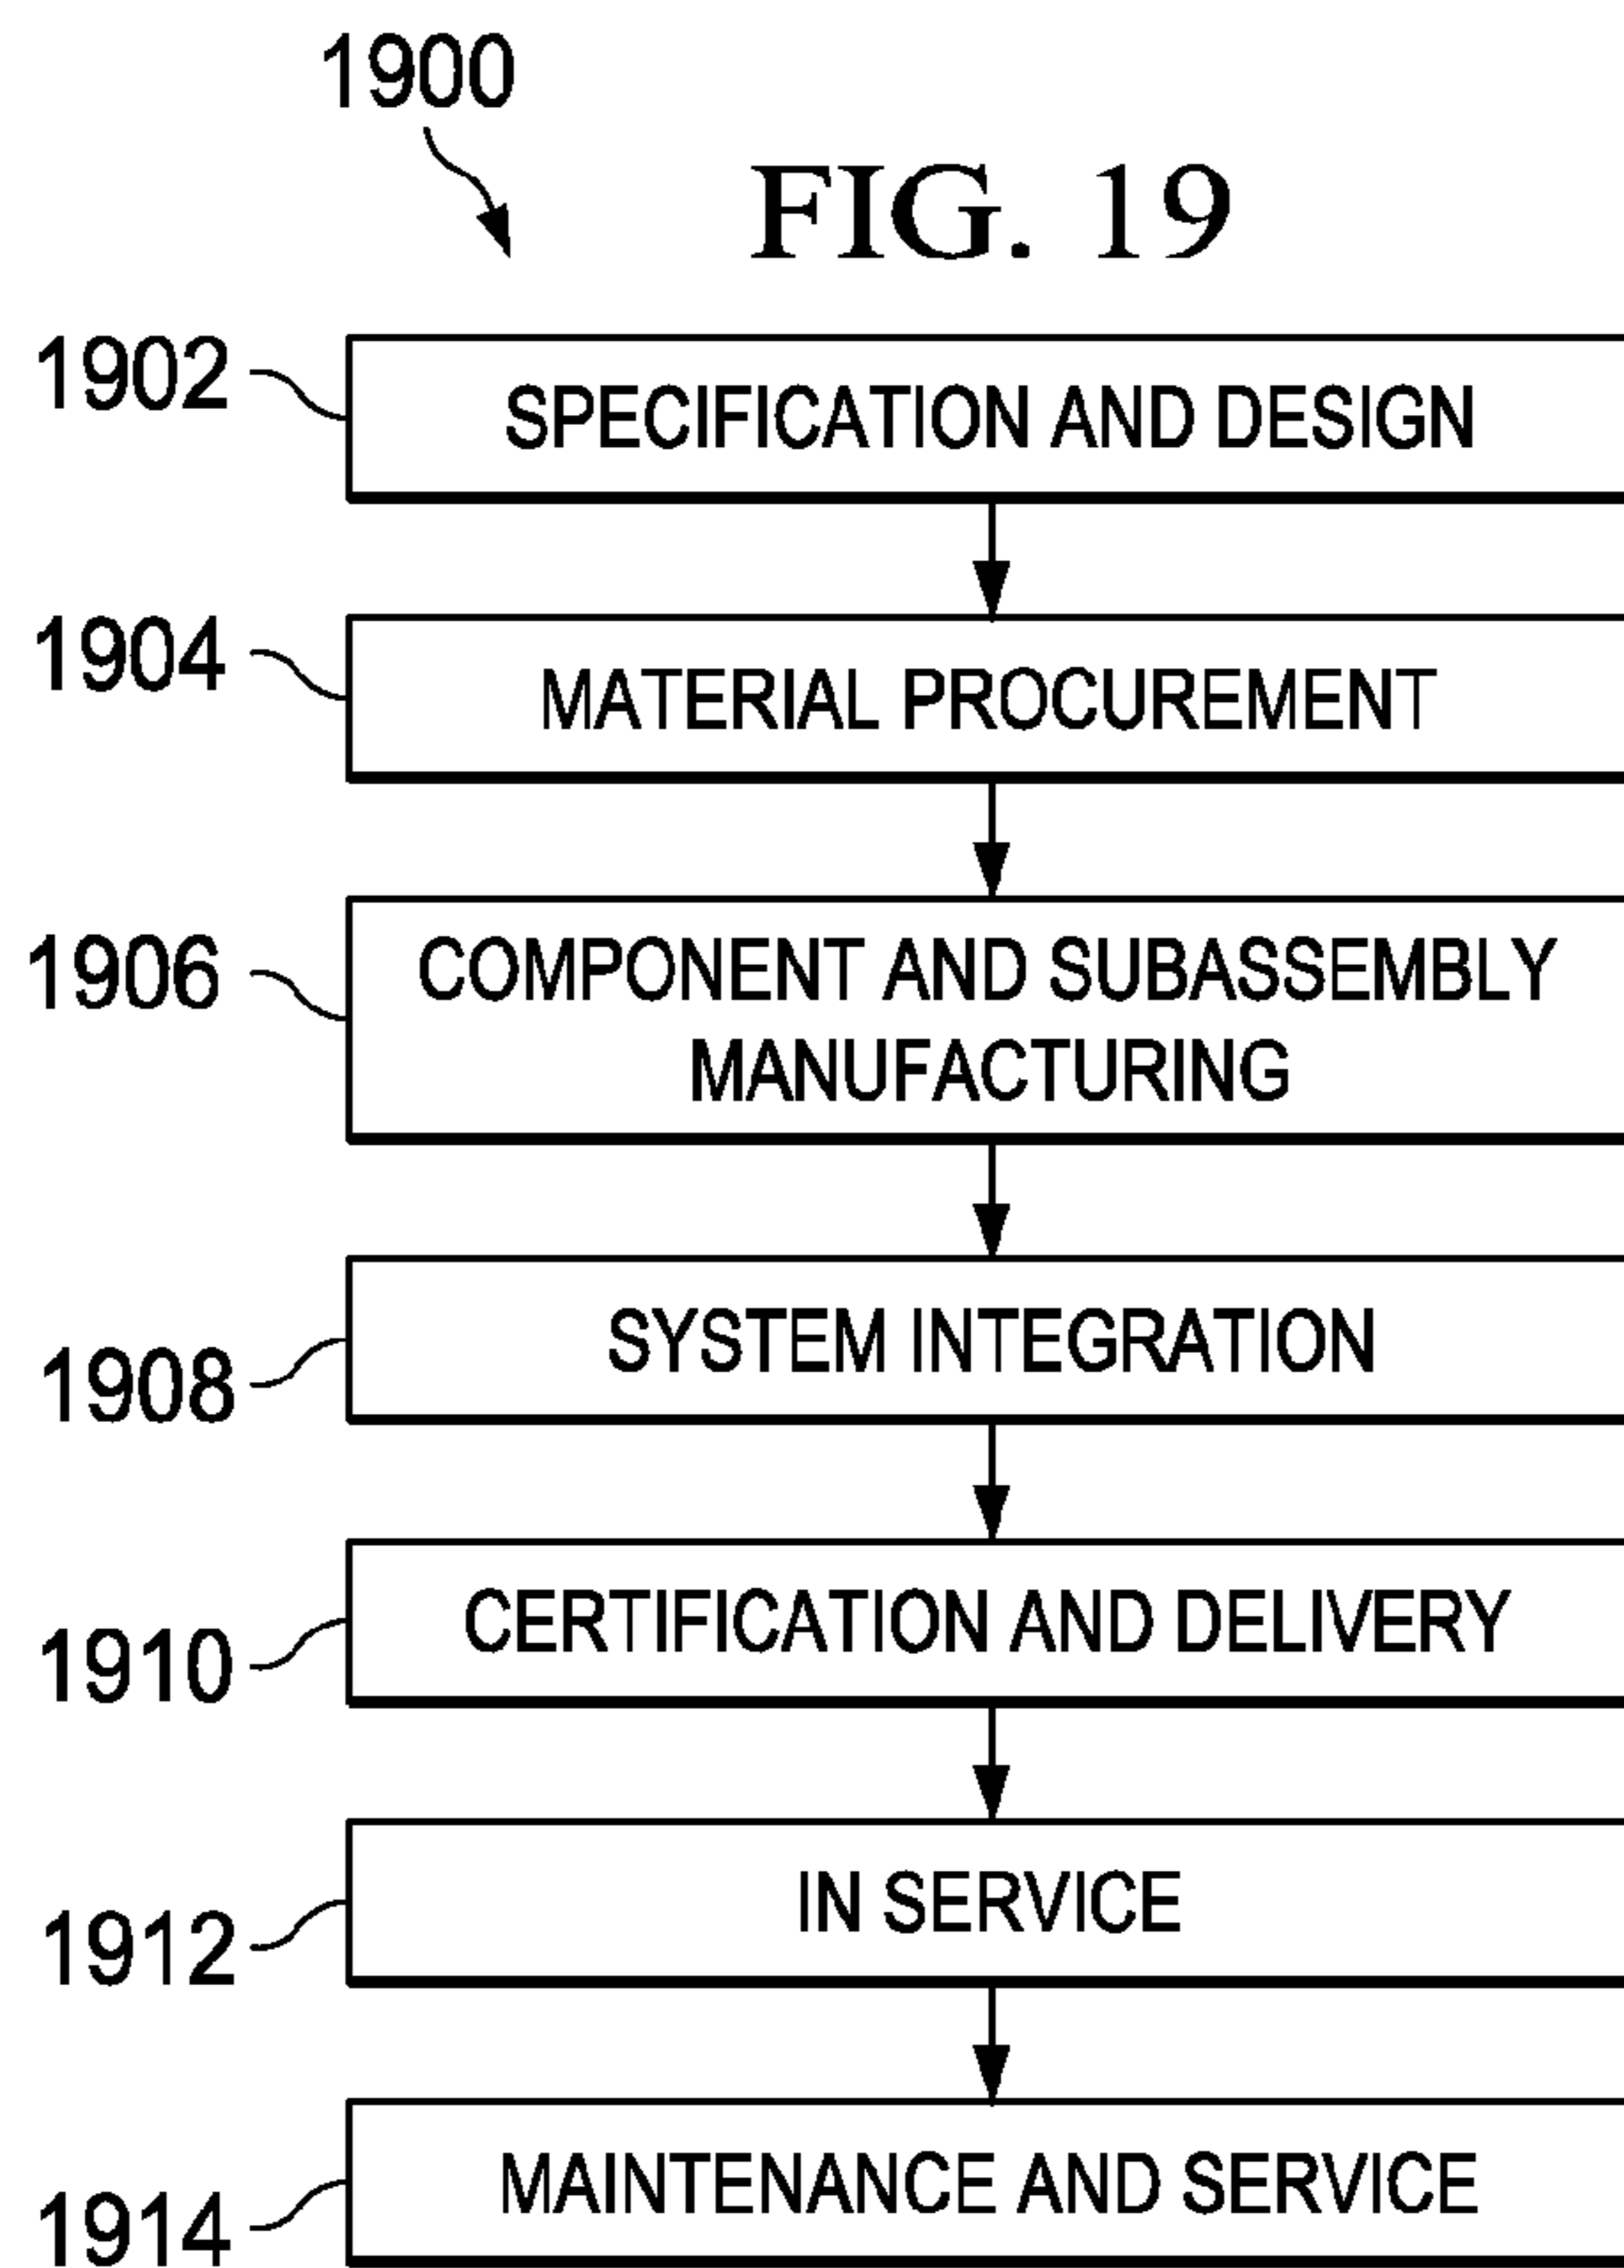 1900
FIG. 19
1902
SPECIFICATION AND DESIGN
1904
MATERIAL PROCUREMENT
1906
COMPONENT AND SUBASSEMBLY
MANUFACTURING
1908
SYSTEM INTEGRATION
1910
CERTIFICATION AND DELIVERY
1912
IN SERVICE
1914
MAINTENANCE AND SERVICE